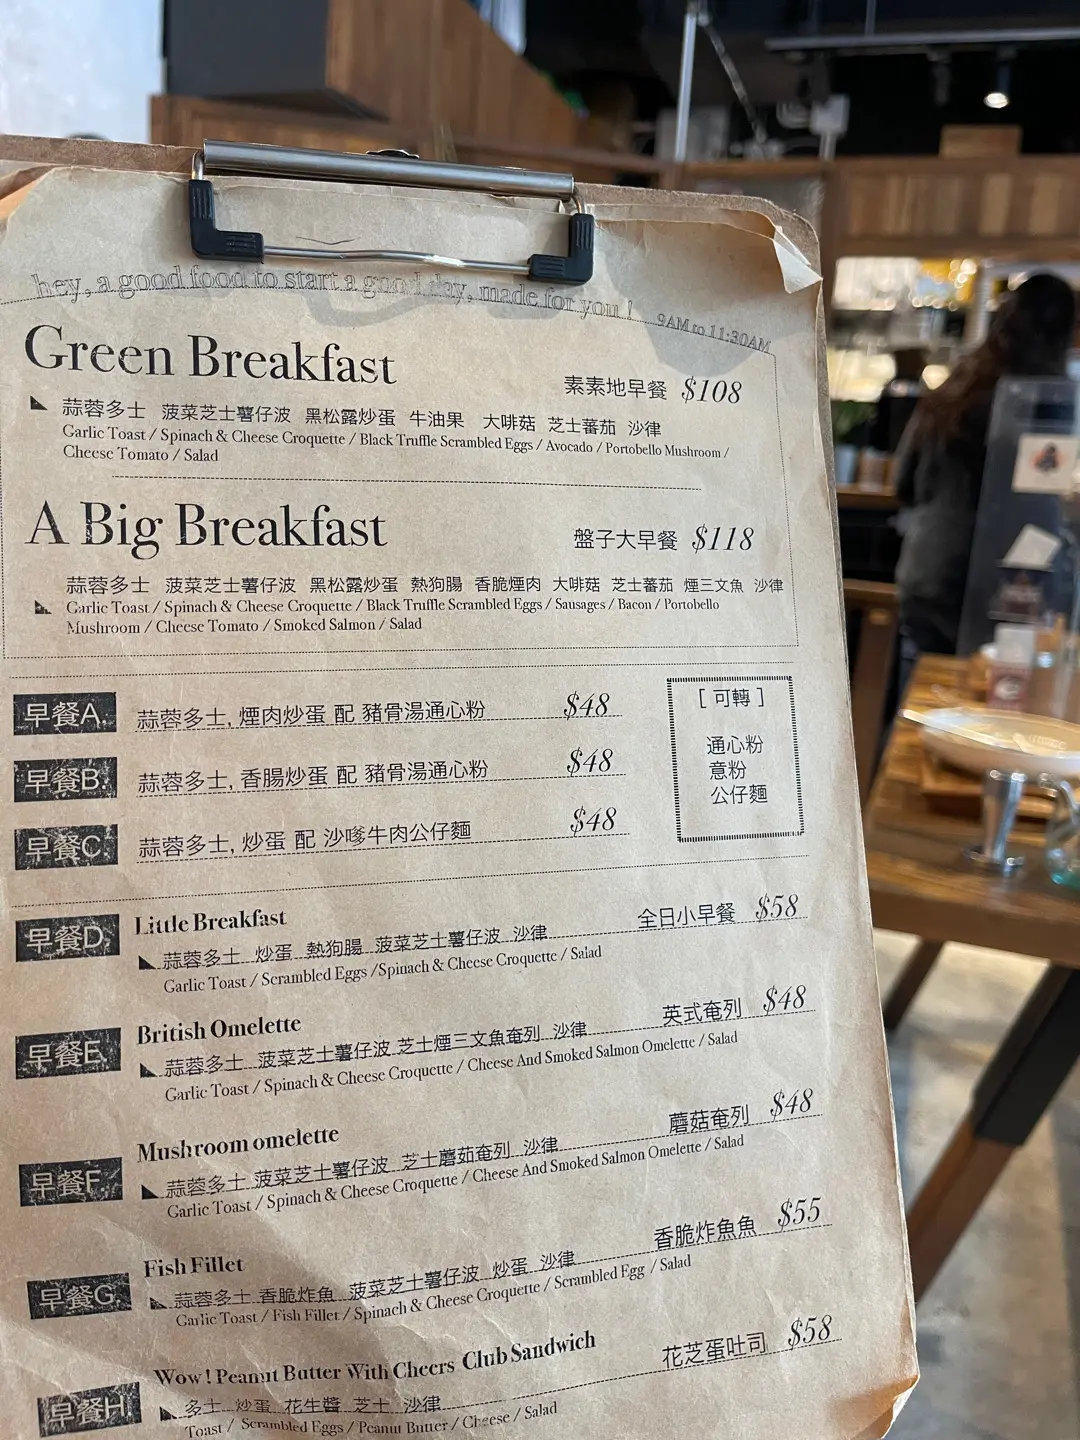 hey, a good food to start a good day, made for you !
9AM to 11:30AM
Green Breakfast
素素地早餐 $108
蒜蓉多士 菠菜芝士薯仔波 黑松露炒蛋 牛油果 大啡菇 芝士蕃茄 沙律
Garlic Toast / Spinach & Cheese Croquette / Black Truffle Scrambled Eggs / Avocado / Portobello Mushroom /
Cheese Tomato / Salad
A Big Breakfast
盤子大早餐 $118
蒜蓉多士 菠菜芝士薯仔波 黑松露炒蛋 熱狗腸 香脆煙肉 大啡菇 芝士蕃茄 煙三文魚 沙律
Garlic Toast / Spinach & Cheese Croquette / Black Truffle Scrambled Eggs / Sausages / Bacon / Portobello
Mushroom / Cheese Tomato / Smoked Salmon / Salad
早餐A. 蒜蓉多士, 煙肉炒蛋 配 豬骨湯通心粉 $48
早餐B. 蒜蓉多士, 香腸炒蛋 配 豬骨湯通心粉 $48
早餐C. 蒜蓉多士, 炒蛋 配 沙嗲牛肉公仔麵 $48
[ 可轉 ]
通心粉
意粉
公仔麵
早餐D. Little Breakfast 全日小早餐 $58
蒜蓉多士 炒蛋 熱狗腸 菠菜芝士薯仔波 沙律
Garlic Toast / Scrambled Eggs /Spinach & Cheese Croquette / Salad
早餐E. British Omelette 英式奄列 $48
蒜蓉多士 菠菜芝士薯仔波 芝士煙三文魚奄列 沙律
Garlic Toast / Spinach & Cheese Croquette / Cheese And Smoked Salmon Omelette / Salad
早餐F. Mushroom omelette 蘑菇奄列 $48
蒜蓉多士 菠菜芝士薯仔波 芝士蘑茹奄列 沙律
Garlic Toast / Spinach & Cheese Croquette / Cheese And Smoked Salmon Omelette / Salad
早餐G. Fish Fillet 香脆炸魚魚 $55
蒜蓉多士 香脆炸魚 菠菜芝士薯仔波 炒蛋 沙律
Garlic Toast / Fish Fillet / Spinach & Cheese Croquette / Scrambled Egg / Salad
早餐H. Wow ! Peanut Butter With Cheers Club Sandwich 花芝蛋吐司 $58
多士 炒蛋 花生醬 芝士 沙律
Toast / Scrambled Eggs / Peanut Butter / Cheese / Salad